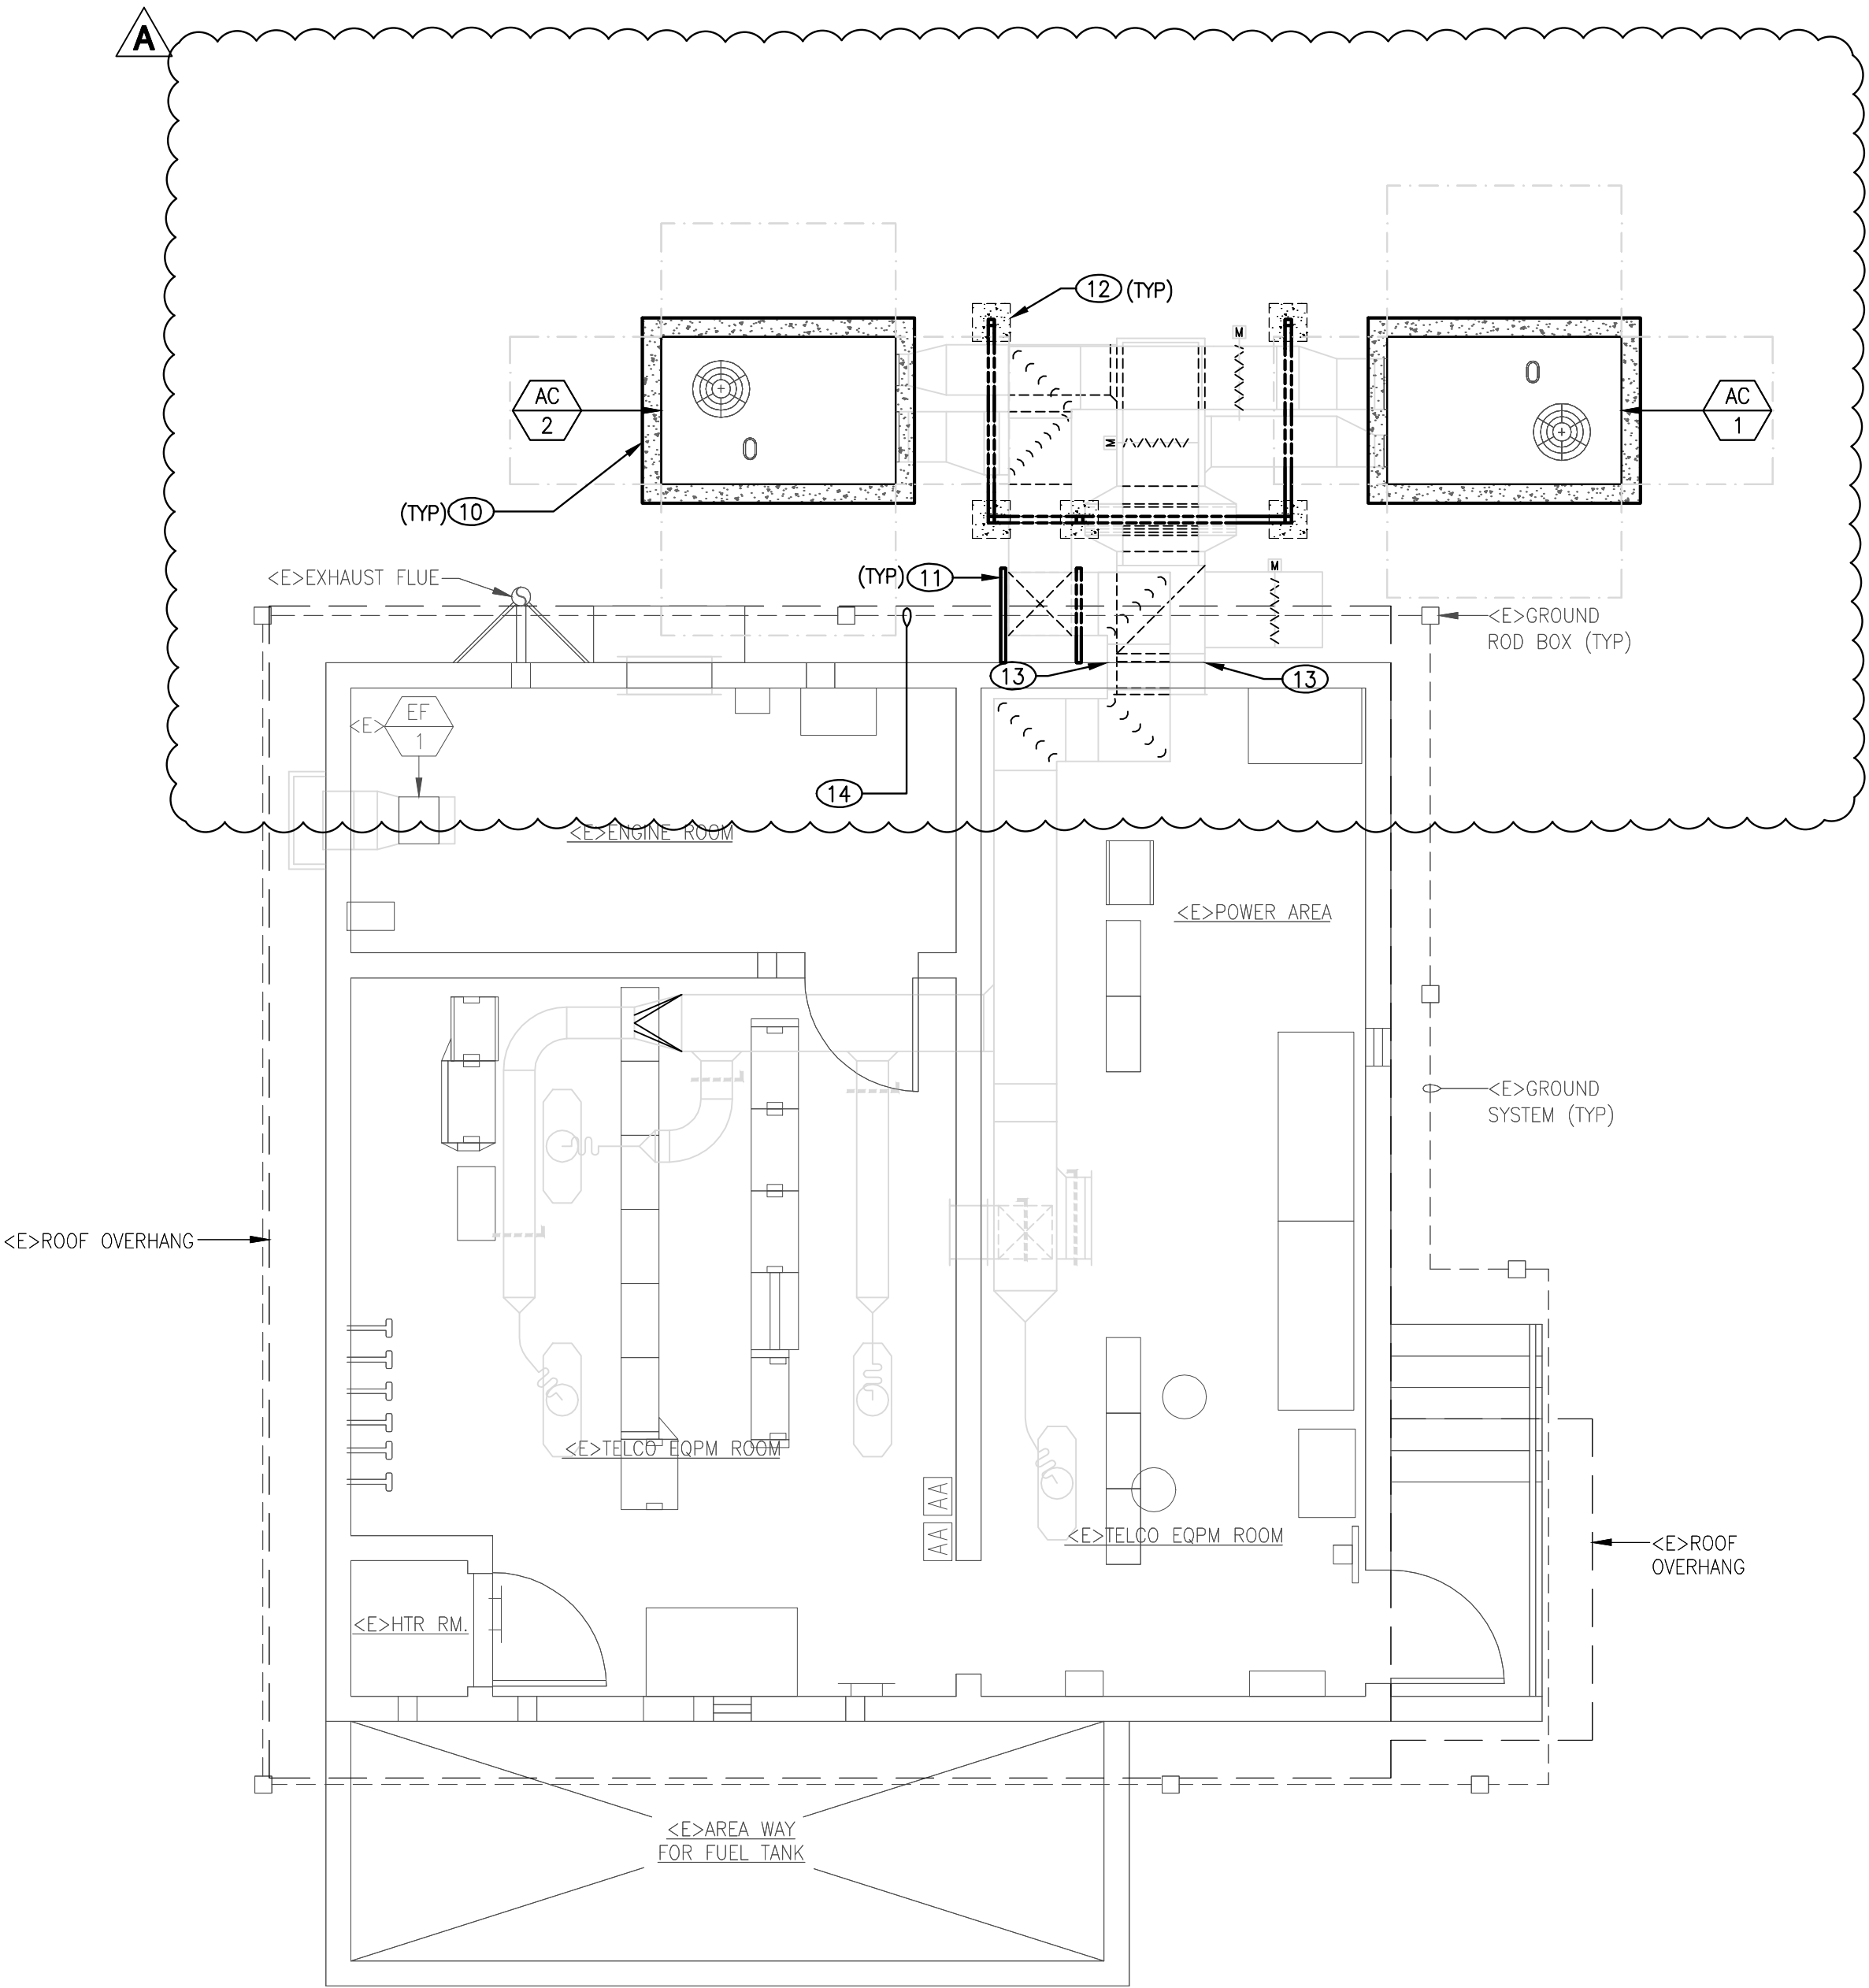 A
12 (TYP)
M
AC
2
AC
1
M
(TYP) 10
M
<E>EXHAUST FLUE
(TYP) 11
<E>GROUND
ROD BOX (TYP)
13
13
<E>
EF
1
14
<E>ENGINE ROOM
<E>POWER AREA
<E>GROUND
SYSTEM (TYP)
<E>ROOF OVERHANG
<E>TELCO EQPM ROOM
AA
AA
<E>TELCO EQPM ROOM
<E>ROOF
OVERHANG
<E>HTR RM.
<E>AREA WAY
FOR FUEL TANK